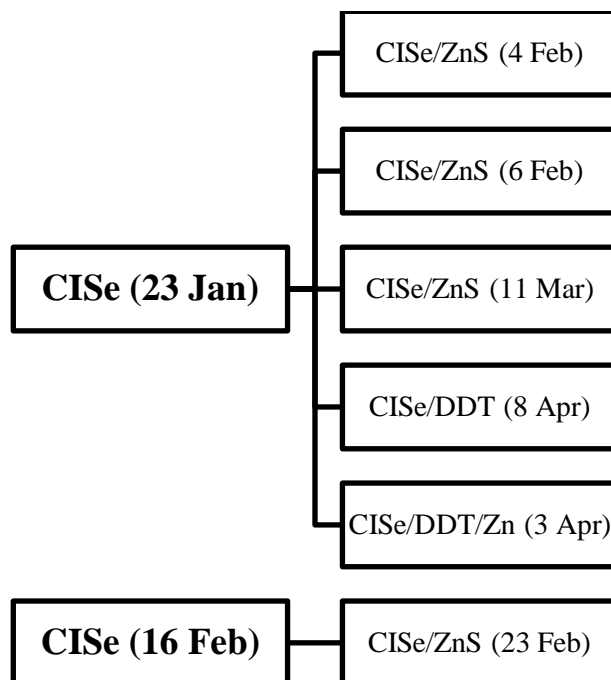 CISe/ZnS (4 Feb)
CISe/ZnS (6 Feb)
CISe (23 Jan)
CISe/ZnS (11 Mar)
CISe/DDT (8 Apr)
CISe/DDT/Zn (3 Apr)
CISe (16 Feb)
CISe/ZnS (23 Feb)